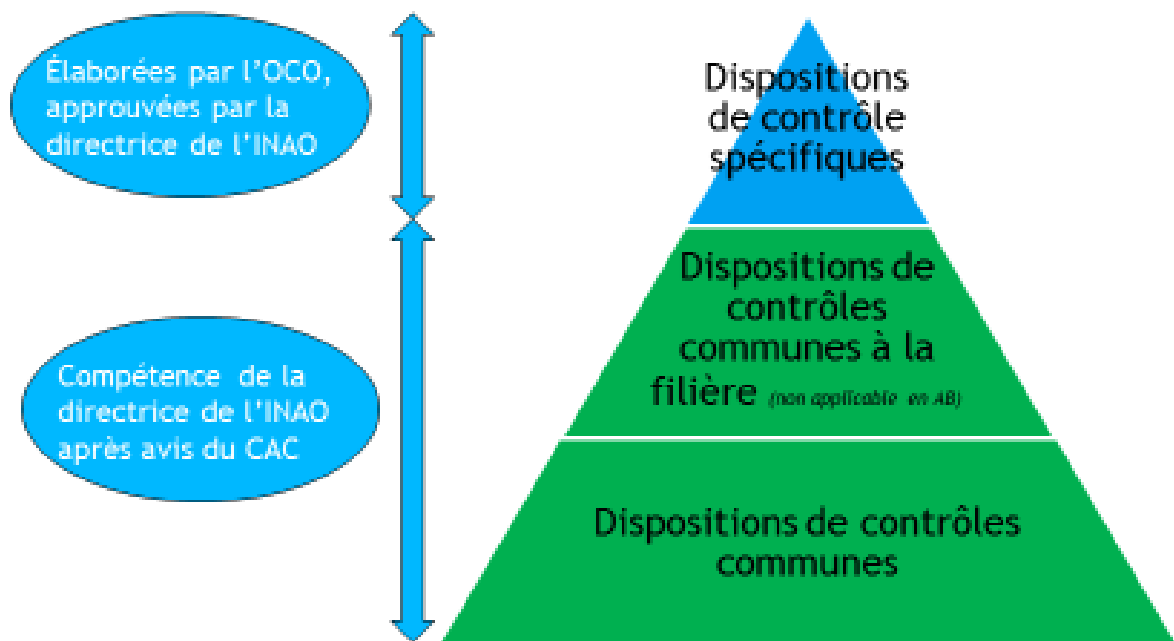 Élaborées par l'OCO,
approuvées par la
directrice de l'INAO
Dispositions
de contrôle
spécifiques
Compétence de la
directrice de l'INAO
après avis du CAC
Dispositions de
contrôles
communes à la
filière (non applicable en AB)
Dispositions de contrôles
communes